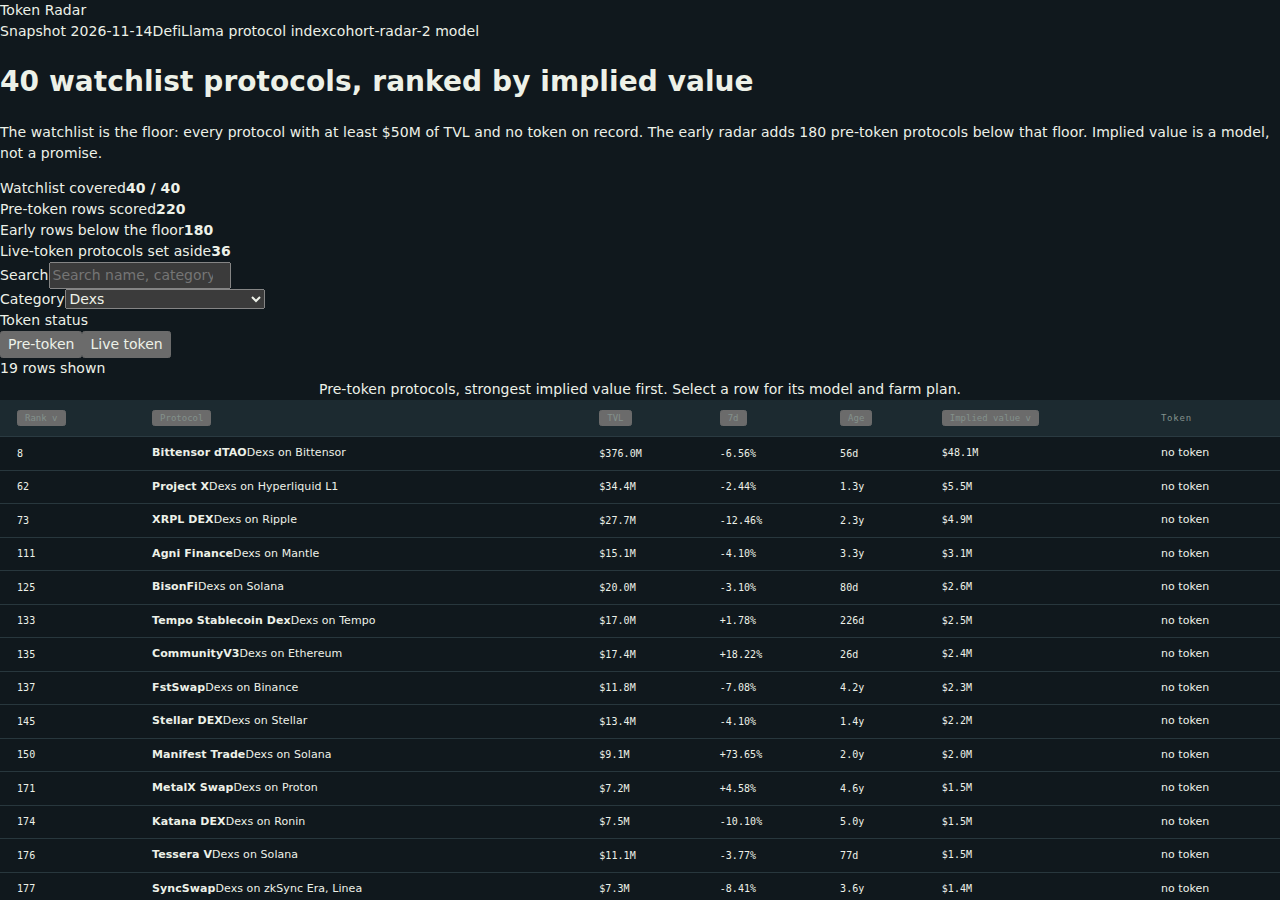 Token Radar
Snapshot 2026-11-14DefiLlama protocol indexcohort-radar-2 model
40 watchlist protocols, ranked by implied value
The watchlist is the floor: every protocol with at least $50M of TVL and no token on record. The early radar adds 180 pre-token protocols below that floor. Implied value is a model,
not a promise.
Watchlist covered40 / 40
Pre-token rows scored220
Early rows below the floor180
Live-token protocols set aside36
Search Search name, category
Category Dexs
Token status
Pre-token Live token
19 rows shown
Pre-token protocols, strongest implied value first. Select a row for its model and farm plan.
Rank v Protocol TVL 7d Age Implied value v Token
8 Bittensor dTAODexs on Bittensor $376.0M -6.56% 56d $48.1M no token
62 Project XDexs on Hyperliquid L1 $34.4M -2.44% 1.3y $5.5M no token
73 XRPL DEXDexs on Ripple $27.7M -12.46% 2.3y $4.9M no token
111 Agni FinanceDexs on Mantle $15.1M -4.10% 3.3y $3.1M no token
125 BisonFiDexs on Solana $20.0M -3.10% 80d $2.6M no token
133 Tempo Stablecoin DexDexs on Tempo $17.0M +1.78% 226d $2.5M no token
135 CommunityV3Dexs on Ethereum $17.4M +18.22% 26d $2.4M no token
137 FstSwapDexs on Binance $11.8M -7.08% 4.2y $2.3M no token
145 Stellar DEXDexs on Stellar $13.4M -4.10% 1.4y $2.2M no token
150 Manifest TradeDexs on Solana $9.1M +73.65% 2.0y $2.0M no token
171 MetalX SwapDexs on Proton $7.2M +4.58% 4.6y $1.5M no token
174 Katana DEXDexs on Ronin $7.5M -10.10% 5.0y $1.5M no token
176 Tessera VDexs on Solana $11.1M -3.77% 77d $1.5M no token
177 SyncSwapDexs on zkSync Era, Linea $7.3M -8.41% 3.6y $1.4M no token